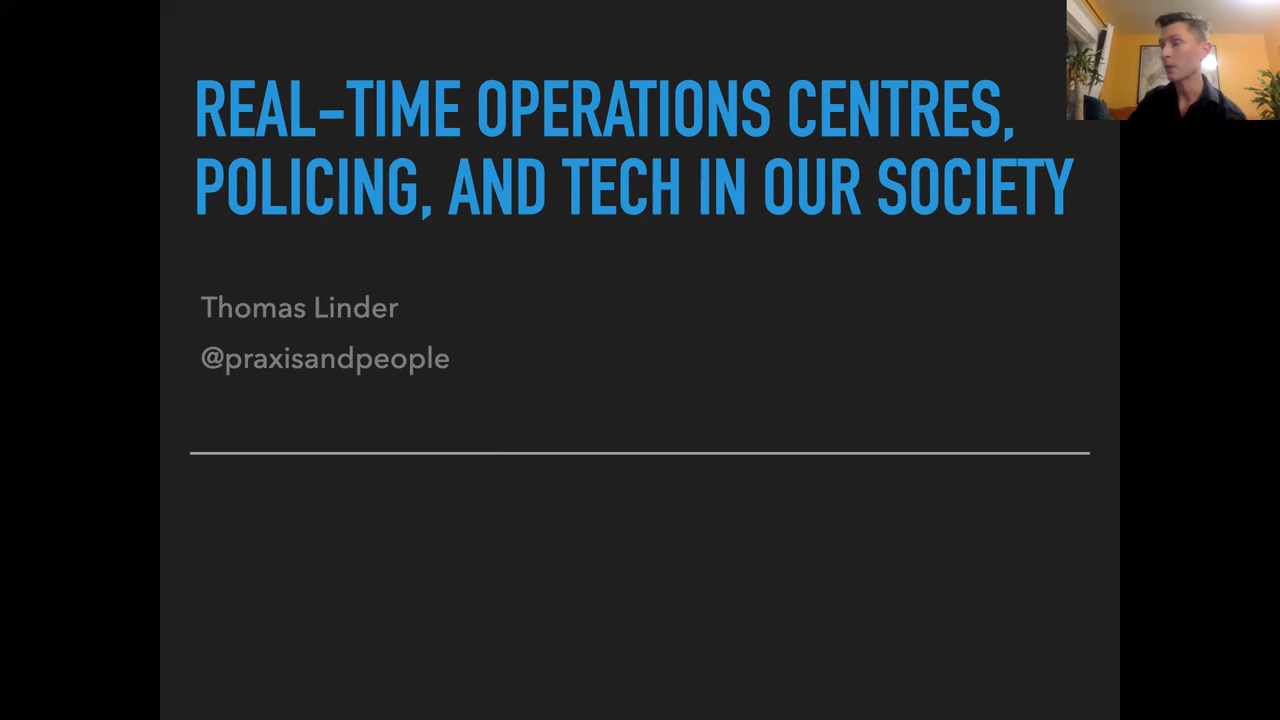 REAL-TIME OPERATIONS CENTRES,
POLICING, AND TECH IN OUR SOCIETY
Thomas Linder
@praxisandpeople